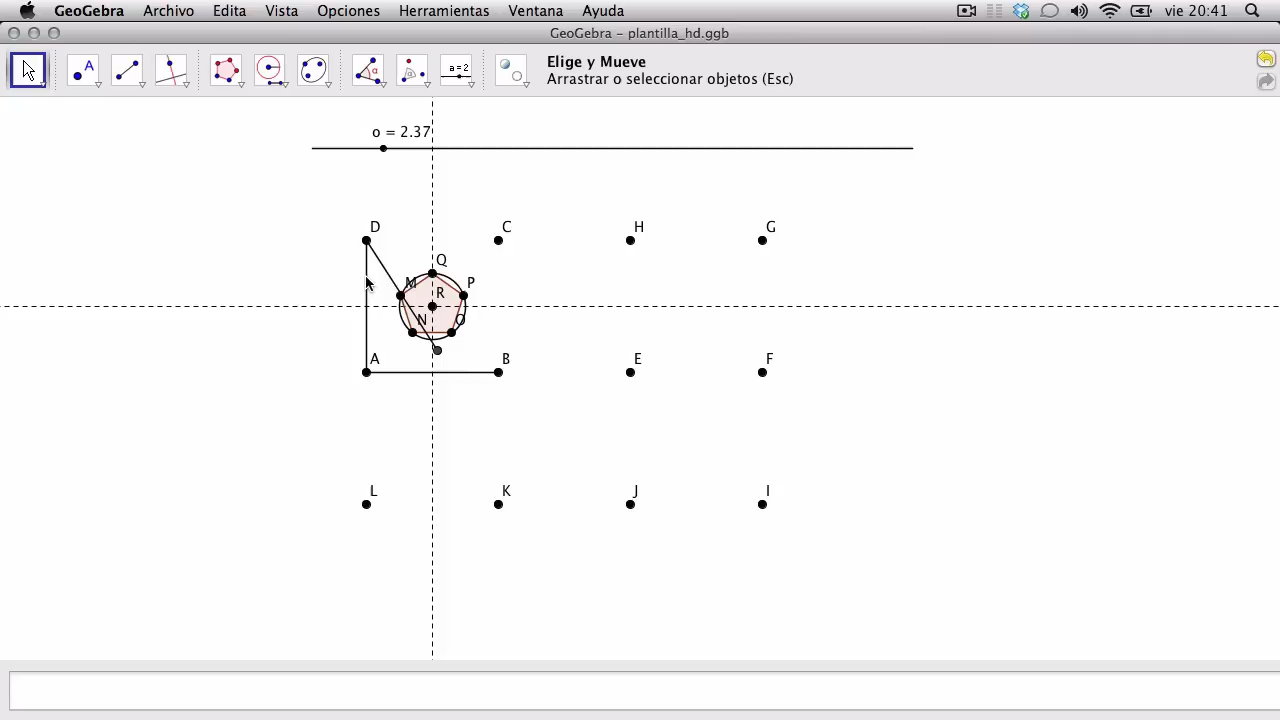 GeoGebra Archivo Edita Vista Opciones Herramientas Ventana Ayuda vie 20:41
GeoGebra – plantilla_hd.ggb
A α a = 2 Elige y Mueve
Arrastrar o seleccionar objetos (Esc)
o = 2.37
D C H G
Q
M P
R
N O
A B E F
L K J I